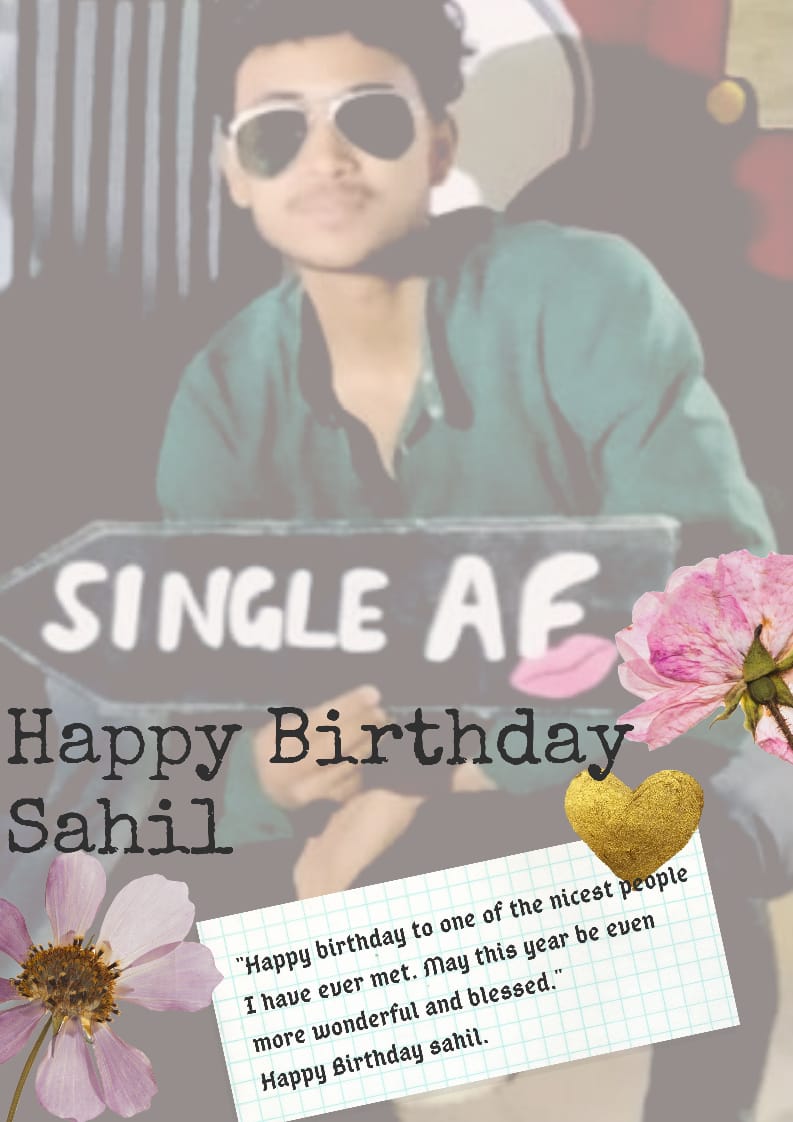 SINGLE AF
Happy Birthday
Sahil
"Happy birthday to one of the nicest people
I have ever met. May this year be even
more wonderful and blessed."
Happy Birthday sahil.